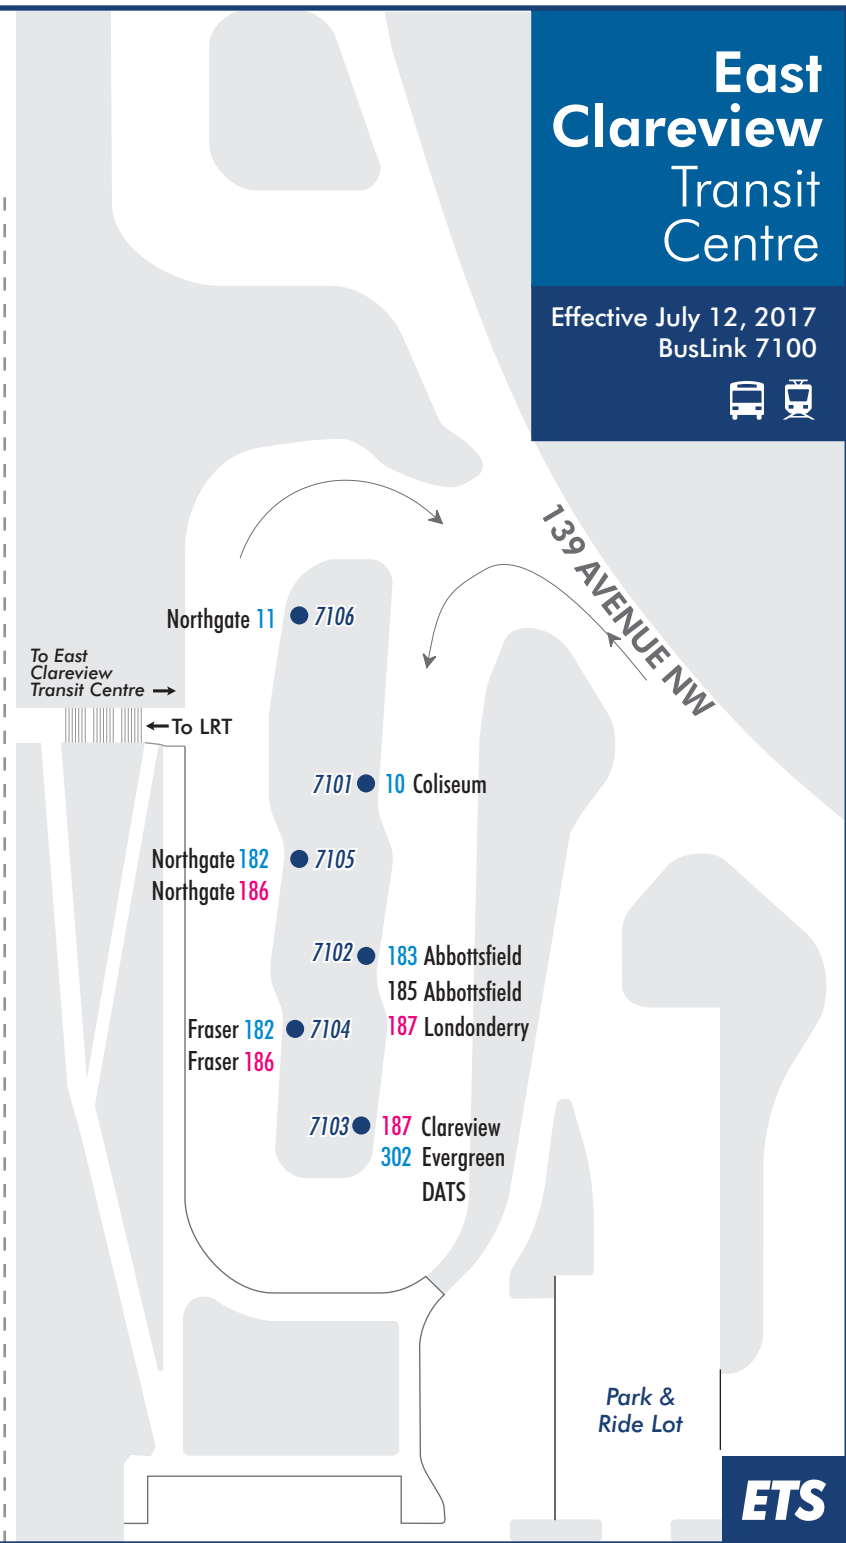 East
Clareview
Transit
Centre
Effective July 12, 2017
BusLink 7100
139 AVENUE NW
Northgate 11 7106
To East
Clareview
Transit Centre →
← To LRT
7101 10 Coliseum
Northgate 182 7105
Northgate 186
7102 183 Abbottsfield
185 Abbottsfield
187 Londonderry
Fraser 182 7104
Fraser 186
7103 187 Clareview
302 Evergreen
DATS
Park &
Ride Lot
ETS